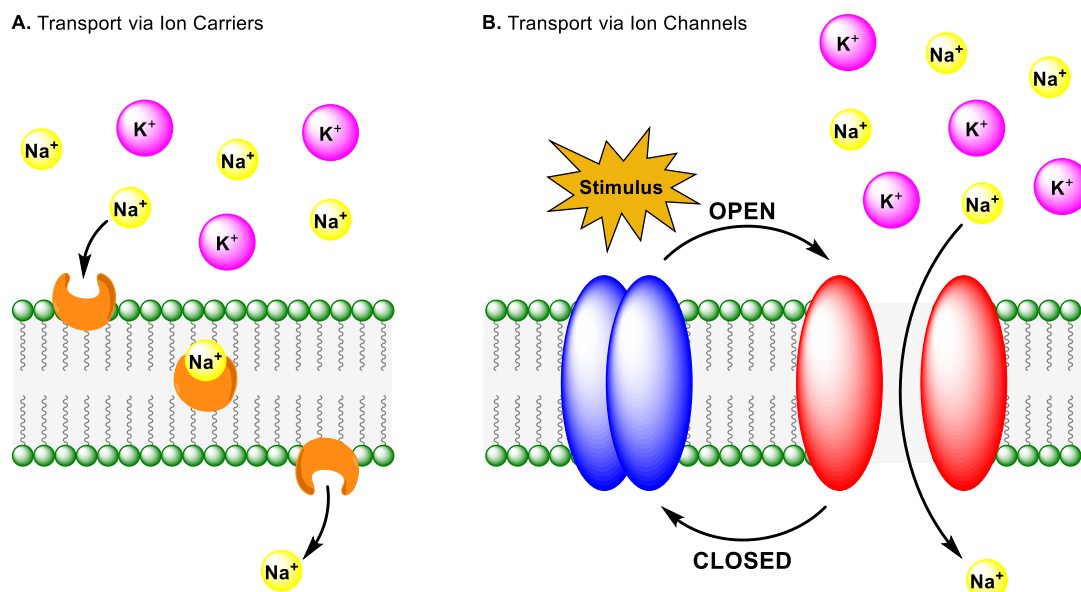 A. Transport via Ion Carriers
Na⁺
K⁺
Na⁺
K⁺
Na⁺
K⁺
Na⁺
Na⁺
Na⁺
B. Transport via Ion Channels
K⁺
Na⁺
Na⁺
Na⁺
K⁺
Stimulus
K⁺
Na⁺
K⁺
OPEN
CLOSED
Na⁺